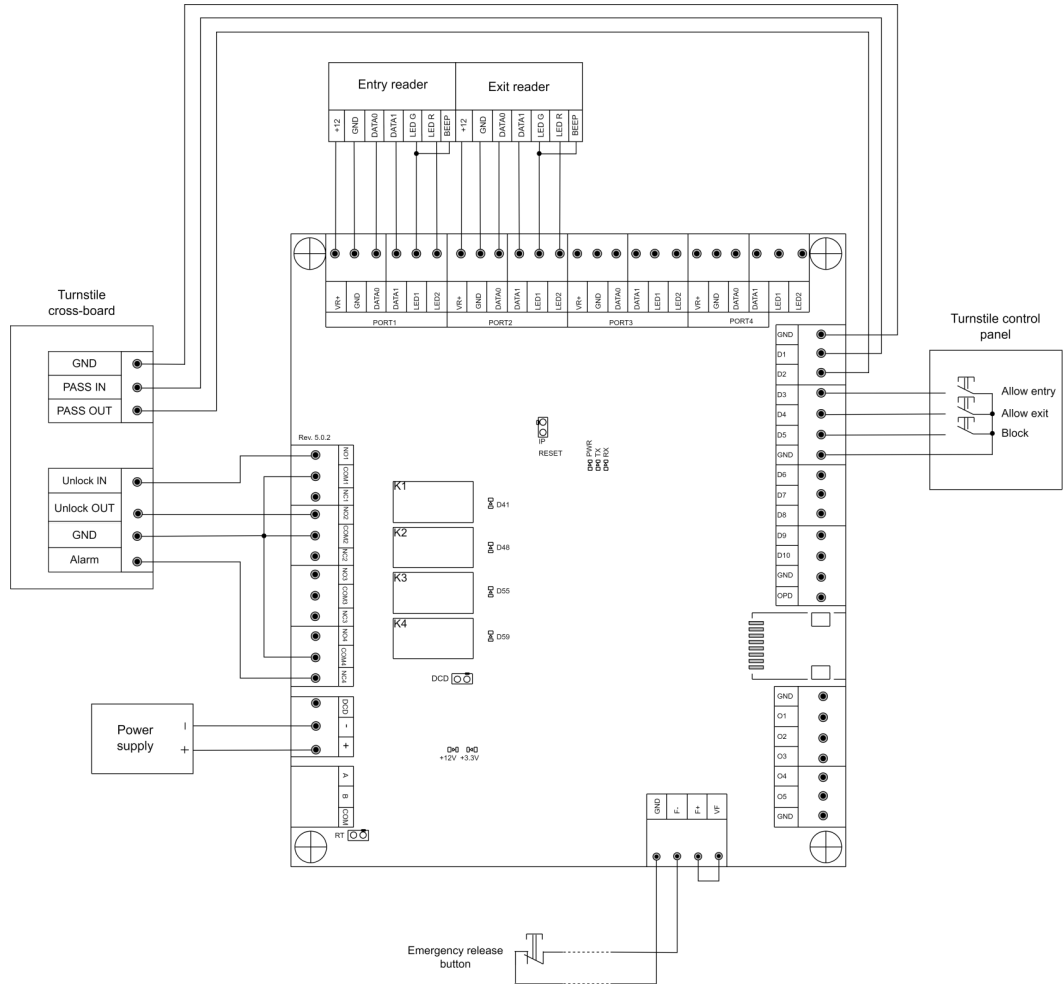 Entry reader
Exit reader
+12
GND
DATA0
DATA1
LED G
LED R
BEEP
+12
GND
DATA0
DATA1
LED G
LED R
BEEP
VR+
GND
DATA0
DATA1
LED1
LED2
VR+
GND
DATA0
DATA1
LED1
LED2
VR+
GND
DATA0
DATA1
LED1
LED2
VR+
GND
DATA0
DATA1
LED1
LED2
PORT1
PORT2
PORT3
PORT4
Turnstile
cross-board
GND
PASS IN
PASS OUT
Unlock IN
Unlock OUT
GND
Alarm
Power
supply
-
+
Rev. 5.0.2
NO1
COM1
NC1
NO2
COM2
NC2
NO3
COM3
NC3
NO4
COM4
NC4
DCD
-
+
A
B
COM
RT
K1
D41
K2
D48
K3
D55
K4
D59
DCD
+12V +3.3V
IP
RESET
PWR
TX
RX
GND
D1
D2
D3
D4
D5
GND
D6
D7
D8
D9
D10
GND
OPD
GND
O1
O2
O3
O4
O5
GND
Turnstile control
panel
Allow entry
Allow exit
Block
GND
F-
F+
VF
Emergency release
button